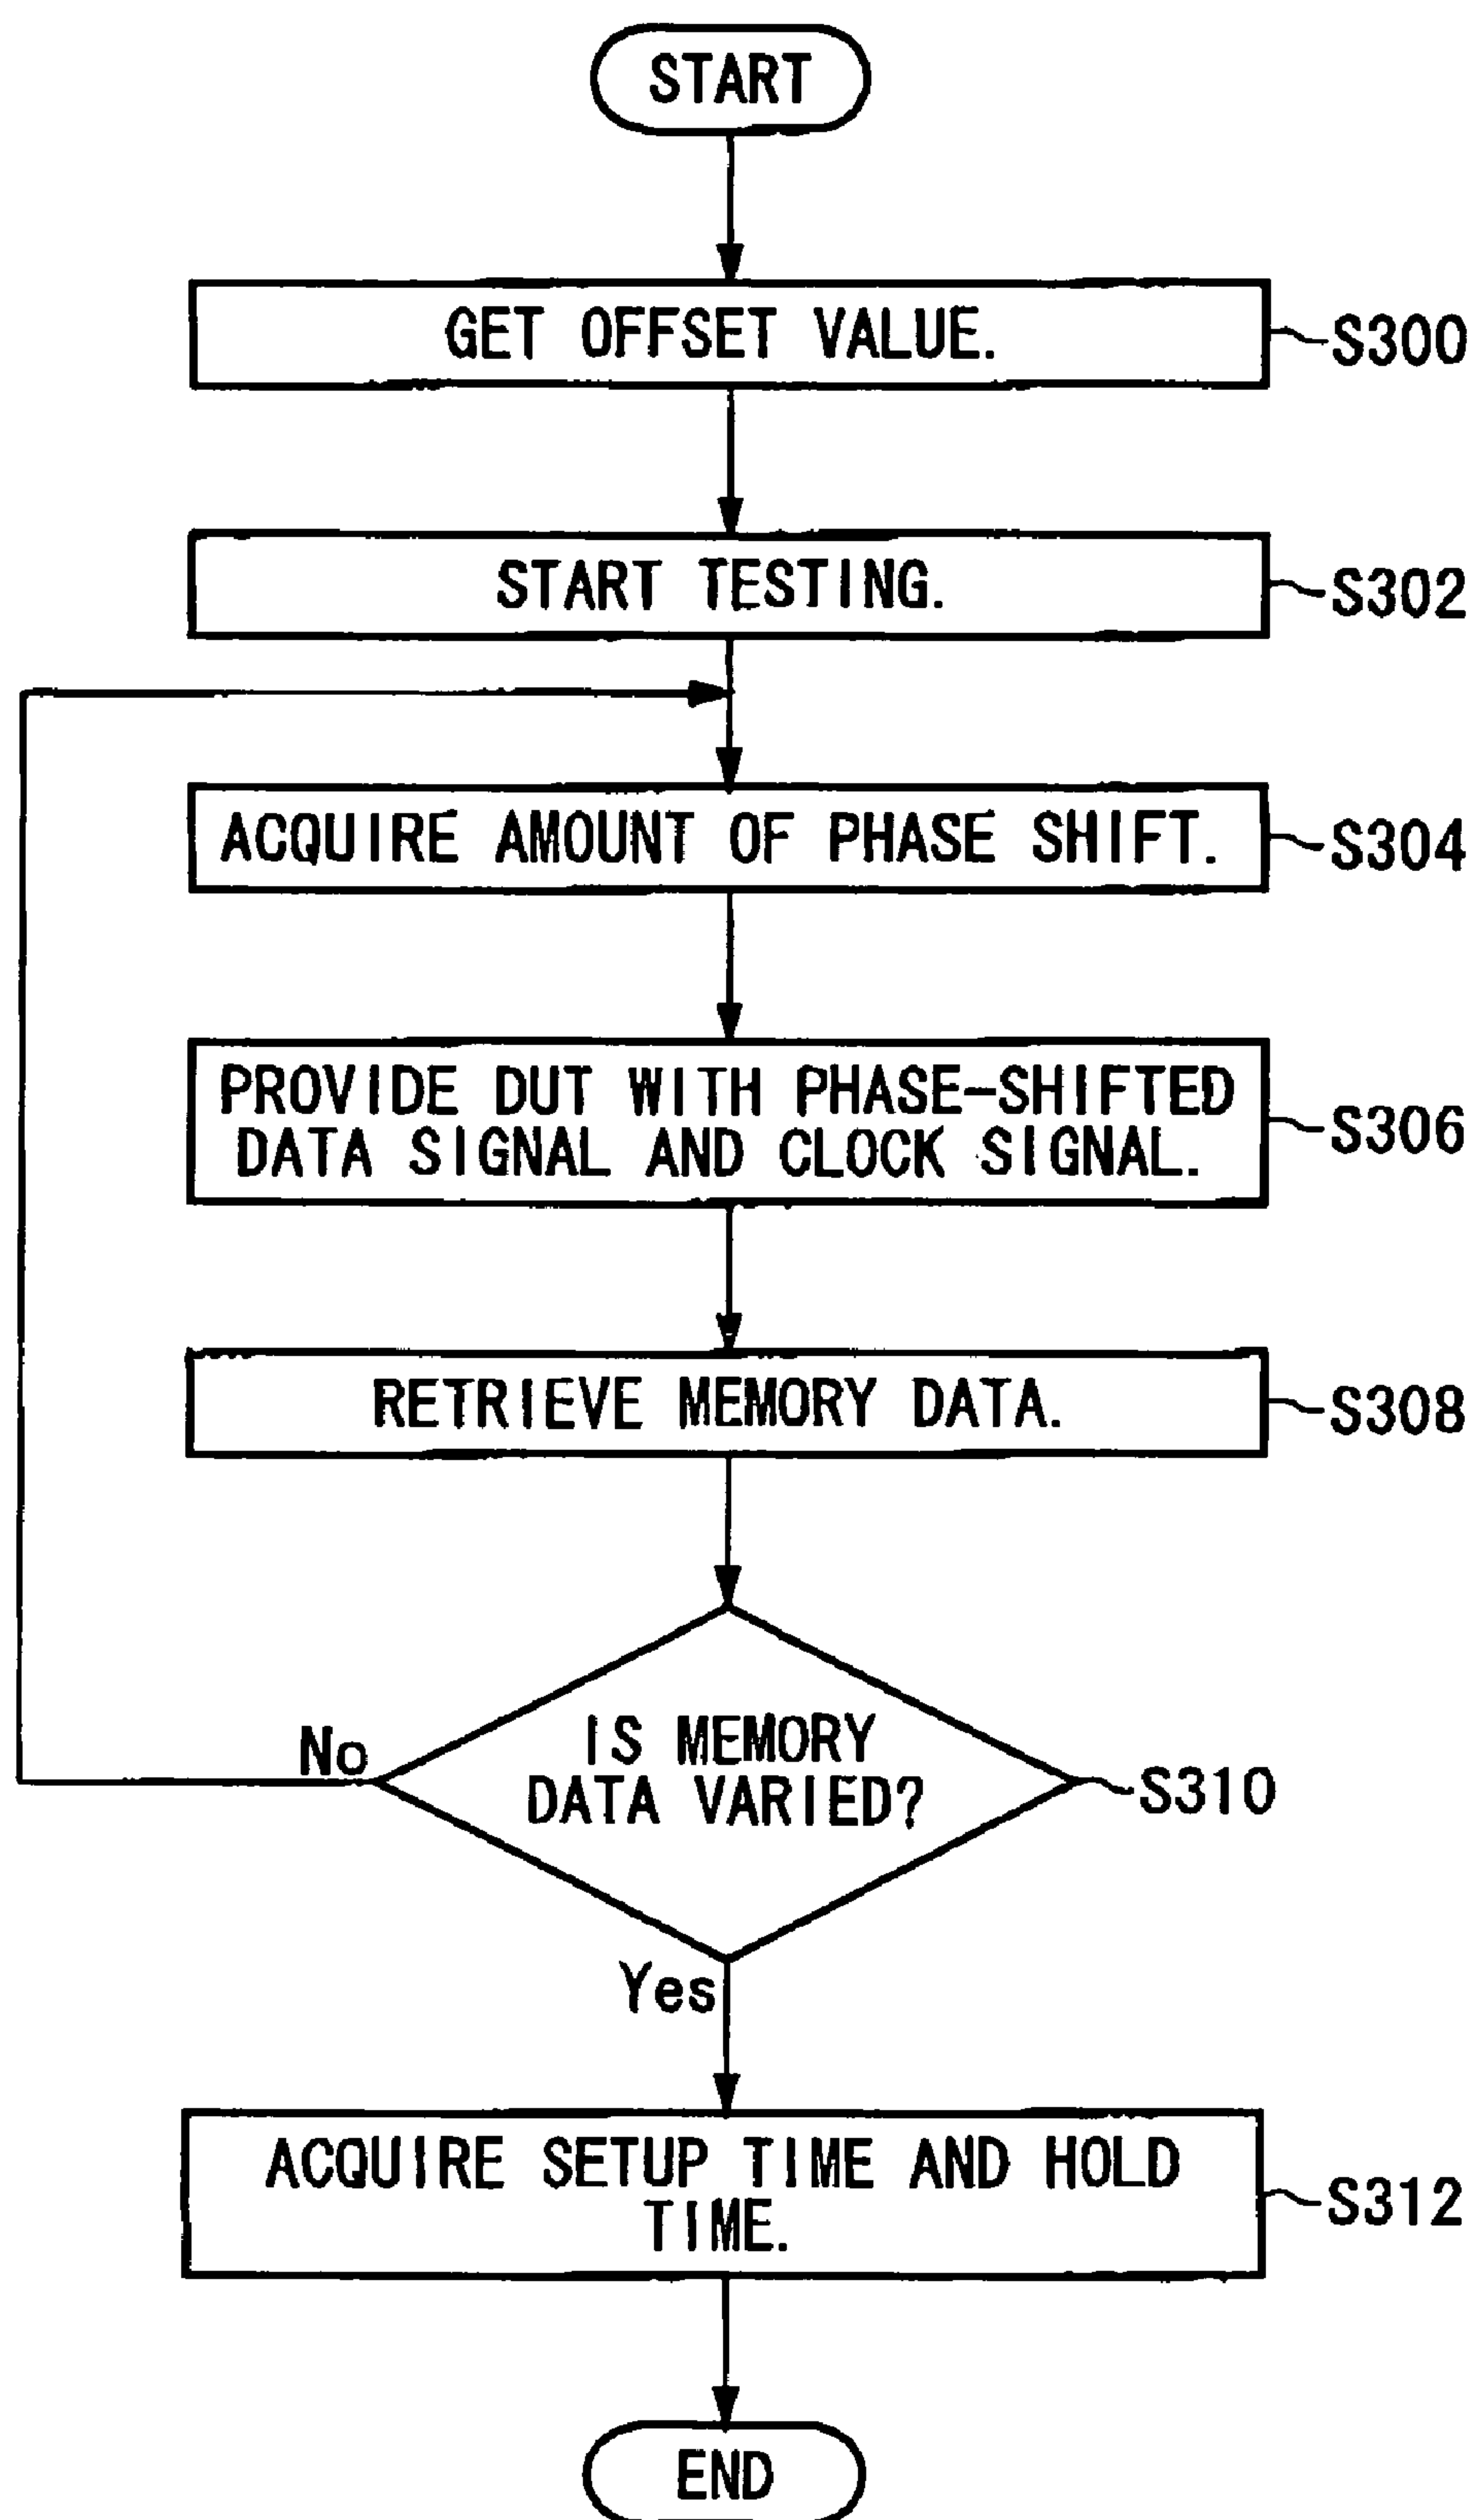 START
GET OFFSET VALUE.
S300
START TESTING.
S302
ACQUIRE AMOUNT OF PHASE SHIFT.
S304
PROVIDE DUT WITH PHASE-SHIFTED
DATA SIGNAL AND CLOCK SIGNAL.
S306
RETRIEVE MEMORY DATA.
S308
IS MEMORY
DATA VARIED?
No
S310
Yes
ACQUIRE SETUP TIME AND HOLD
TIME.
S312
END